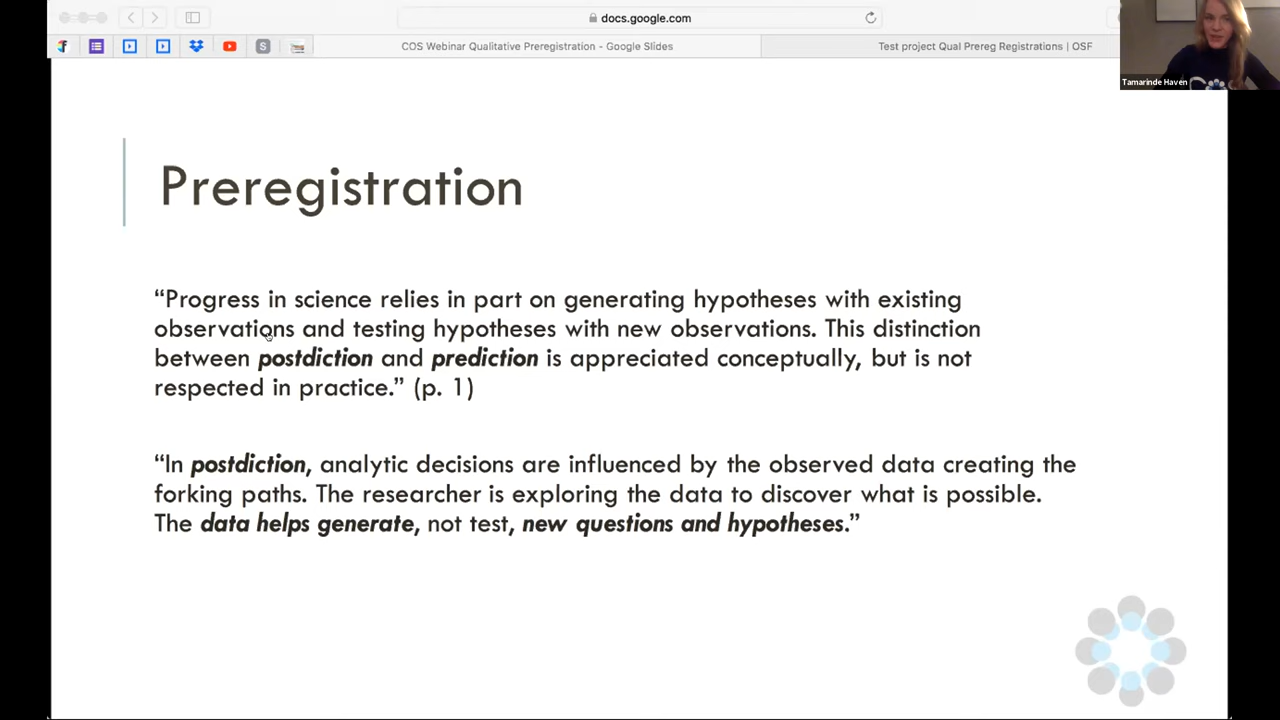 docs.google.com
COS Webinar Qualitative Preregistration - Google Slides
Test project Qual Prereg Registrations | OSF
S
Tamarinde Haven
Preregistration
“Progress in science relies in part on generating hypotheses with existing
observations and testing hypotheses with new observations. This distinction
between postdiction and prediction is appreciated conceptually, but is not
respected in practice.” (p. 1)
“In postdiction, analytic decisions are influenced by the observed data creating the
forking paths. The researcher is exploring the data to discover what is possible.
The data helps generate, not test, new questions and hypotheses.”